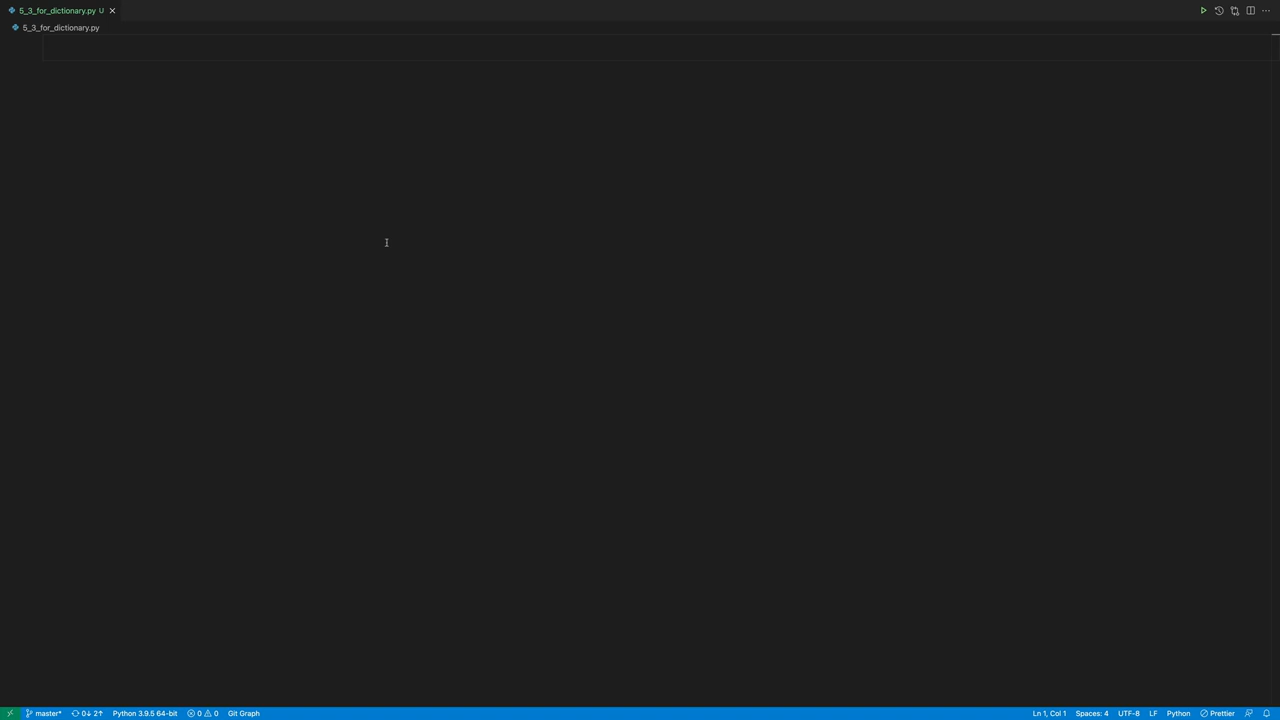 5_3_for_dictionary.py U
5_3_for_dictionary.py
master* 0↓ 2↑ Python 3.9.5 64-bit 0 0 Git Graph Ln 1, Col 1 Spaces: 4 UTF-8 LF Python Prettier